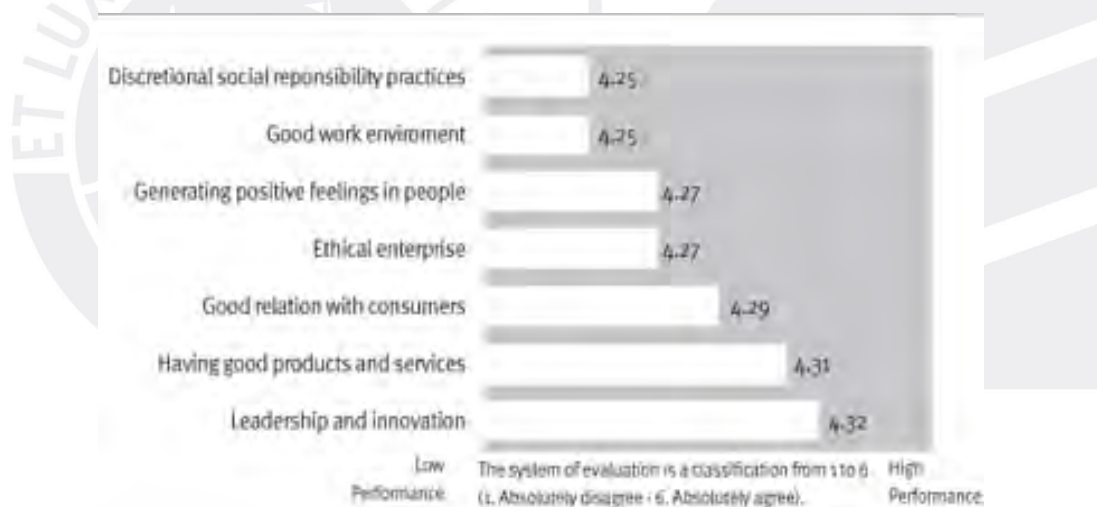 ET LUX
Discretional social reponsibility practices
4.25
Good work enviroment
4.25
Generating positive feelings in people
4.27
Ethical enterprise
4.27
Good relation with consumers
4.29
Having good products and services
4.31
Leadership and innovation
4.32
Low
Performance
The system of evaluation is a classification from 1 to 6
(1. Absolutely disagree - 6. Absolutely agree).
High
Performance